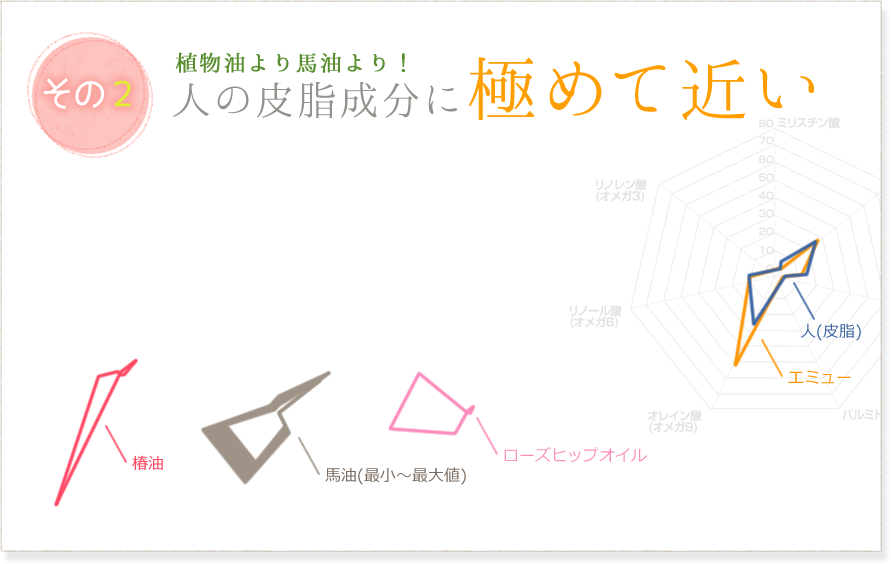 その2
植物油より馬油より！
人の皮脂成分に極めて近い
80 ミリスチン酸
70
60
50
40
30
20
10
0
リノレン酸
(オメガ3)
リノール酸
(オメガ6)
人(皮脂)
エミュー
オレイン酸
(オメガ9)
パルミト
椿油
馬油(最小～最大値)
ローズヒップオイル